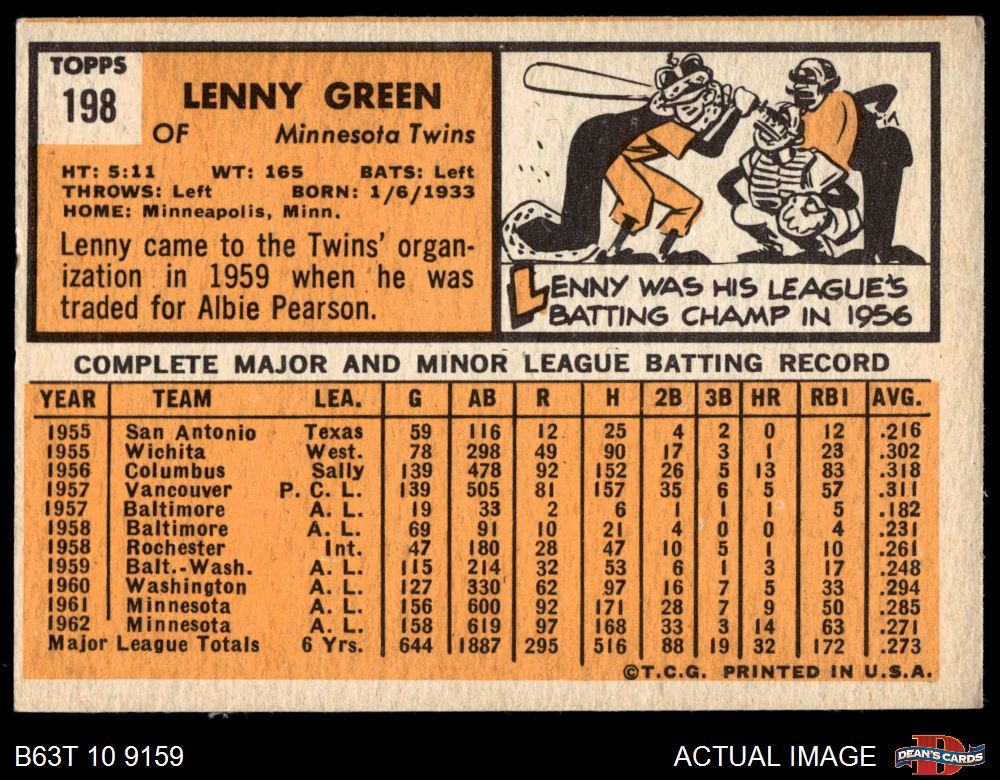 TOPPS
198
LENNY GREEN
OF Minnesota Twins
HT: 5:11 WT: 165 BATS: Left
THROWS: Left BORN: 1/6/1933
HOME: Minneapolis, Minn.
Lenny came to the Twins' organ-
ization in 1959 when he was
traded for Albie Pearson.
LENNY WAS HIS LEAGUE'S
BATTING CHAMP IN 1956
COMPLETE MAJOR AND MINOR LEAGUE BATTING RECORD
YEAR TEAM LEA. G AB R H 2B 3B HR RBI AVG.
1955 San Antonio Texas 59 116 12 25 4 2 0 12 .216
1955 Wichita West. 78 298 49 90 17 3 1 23 .302
1956 Columbus Sally 139 478 92 152 26 5 13 83 .318
1957 Vancouver P. C. L. 139 505 81 157 35 6 5 57 .311
1957 Baltimore A. L. 19 33 2 6 1 1 1 5 .182
1958 Baltimore A. L. 69 91 10 21 4 0 0 4 .231
1958 Rochester Int. 47 180 28 47 10 5 1 10 .261
1959 Balt.-Wash. A. L. 115 214 32 53 6 1 3 17 .248
1960 Washington A. L. 127 330 62 97 16 7 5 33 .294
1961 Minnesota A. L. 156 600 92 171 28 7 9 50 .285
1962 Minnesota A. L. 158 619 97 168 33 3 14 63 .271
Major League Totals 6 Yrs. 644 1887 295 516 88 19 32 172 .273
©T.C.G. PRINTED IN U.S.A.
B63T 10 9159
ACTUAL IMAGE
DEAN'S CARDS